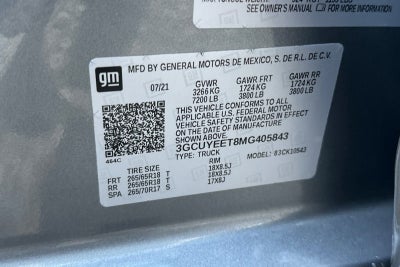 SEE OWNER'S MANUAL FOR MORE INFORMATION
gm
MFD BY GENERAL MOTORS DE MEXICO, S. DE R.L. DE C.V.
07/21 GVWR GAWR FRT GAWR RR
3266 KG 1724 KG 1724 KG
7200 LB 3800 LB 3800 LB
THIS VEHICLE CONFORMS TO ALL
APPLICABLE U.S. FEDERAL MOTOR
VEHICLE SAFETY STANDARDS IN EFFECT
ON THE DATE OF MANUFACTURE SHOWN ABOVE.
3GCUYEET8MG405843
464C TYPE: TRUCK MODEL: 83CK10543
TIRE SIZE RIM
FRT 265/65R18 T 18X8.5J
RR 265/65R18 T 18X8.5J
SPA 265/70R17 S 17X8J